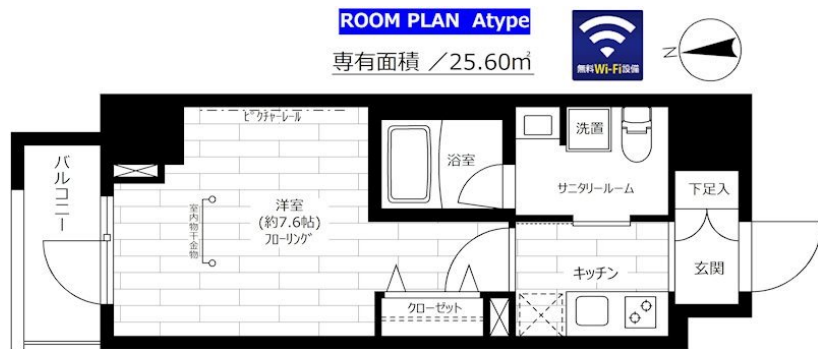 ROOM PLAN Atype
専有面積 ／25.60㎡
無料Wi-Fi設備
N
ピクチャーレール
バルコニー
洋室
(約7.6帖)
フローリング
室内物干金物
浴室
洗置
サニタリールーム
下足入
玄関
キッチン
クローゼット